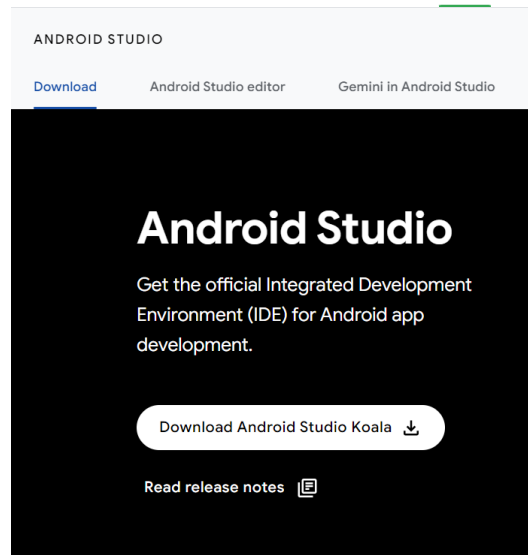 ANDROID STUDIO
Download Android Studio editor Gemini in Android Studio
Android Studio
Get the official Integrated Development
Environment (IDE) for Android app
development.
Download Android Studio Koala
Read release notes